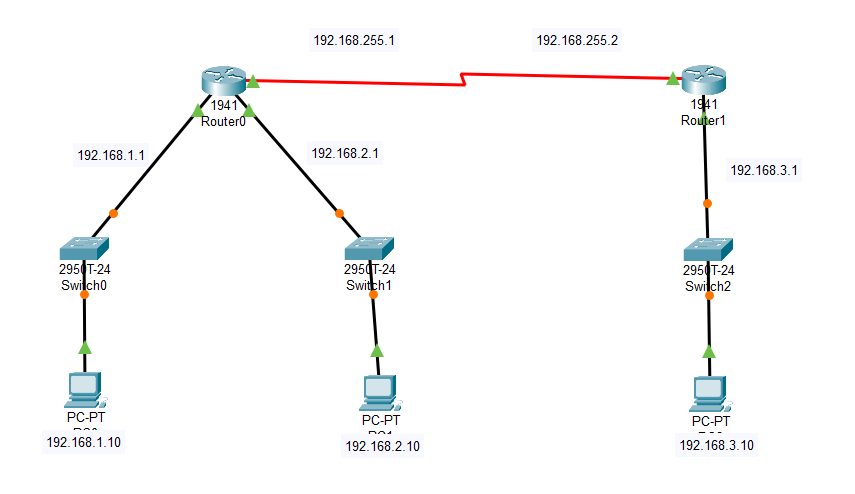 192.168.255.1
192.168.255.2
1941
Router0
1941
Router1
192.168.1.1
192.168.2.1
192.168.3.1
2950T-24
Switch0
2950T-24
Switch1
2950T-24
Switch2
PC-PT
192.168.1.10
PC-PT
192.168.2.10
PC-PT
192.168.3.10